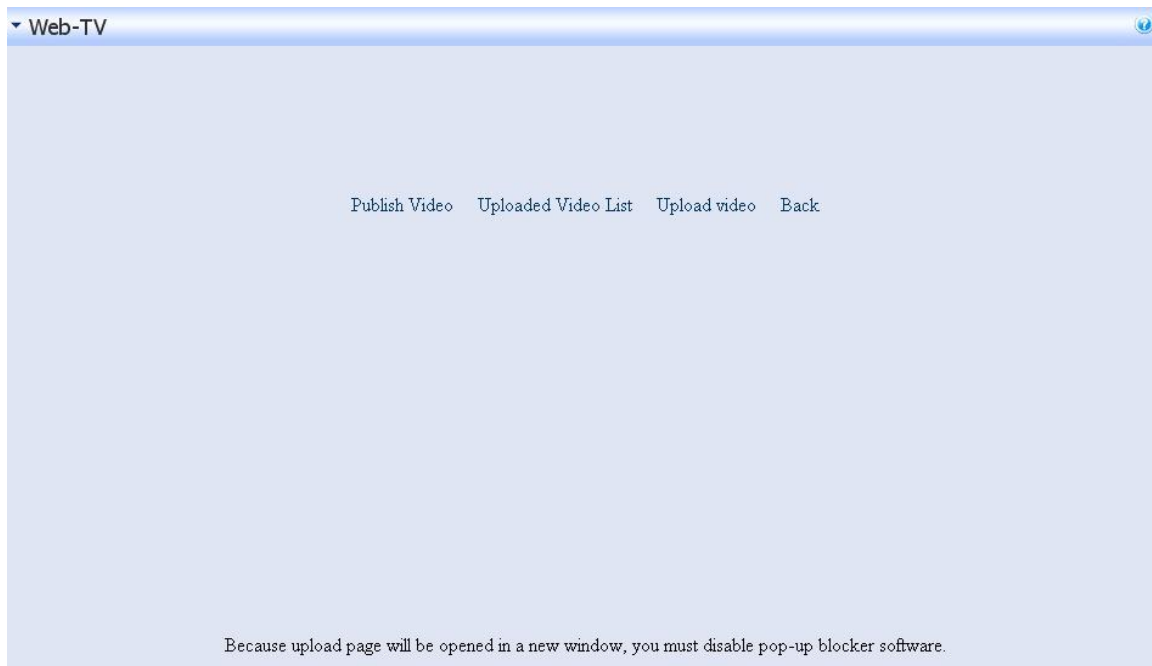 Web-TV
Publish Video Uploaded Video List Upload video Back
Because upload page will be opened in a new window, you must disable pop-up blocker software.